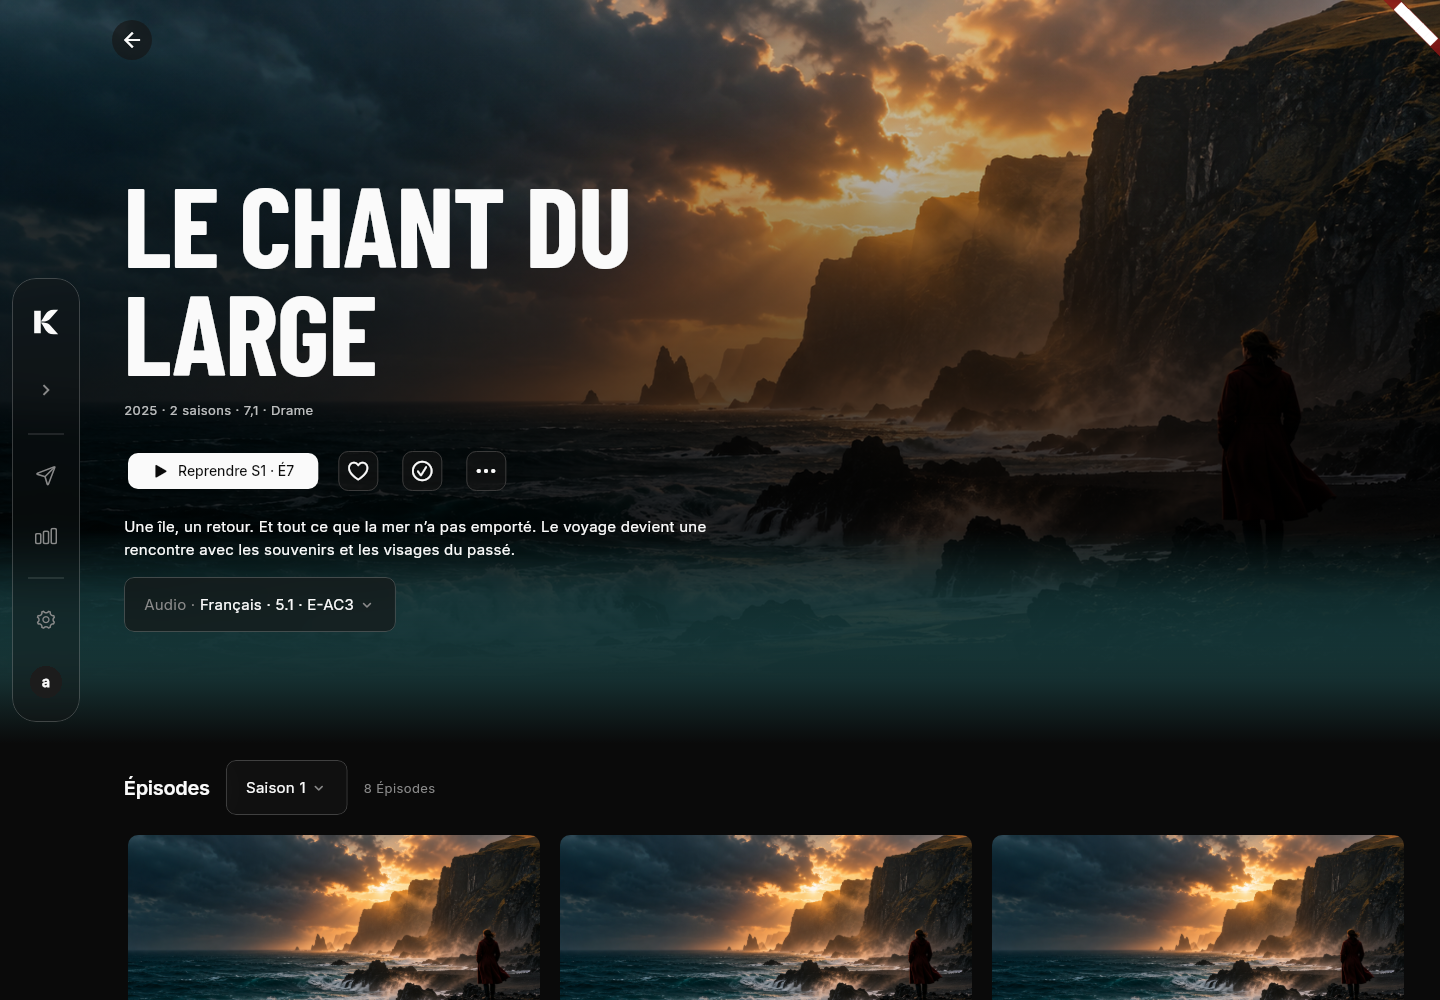 LE CHANT DU
LARGE
2025 · 2 saisons · 7,1 · Drame
Reprendre S1 · É7
Une île, un retour. Et tout ce que la mer n’a pas emporté. Le voyage devient une
rencontre avec les souvenirs et les visages du passé.
Audio · Français · 5.1 · E-AC3
K
a
Épisodes
Saison 1
8 Épisodes